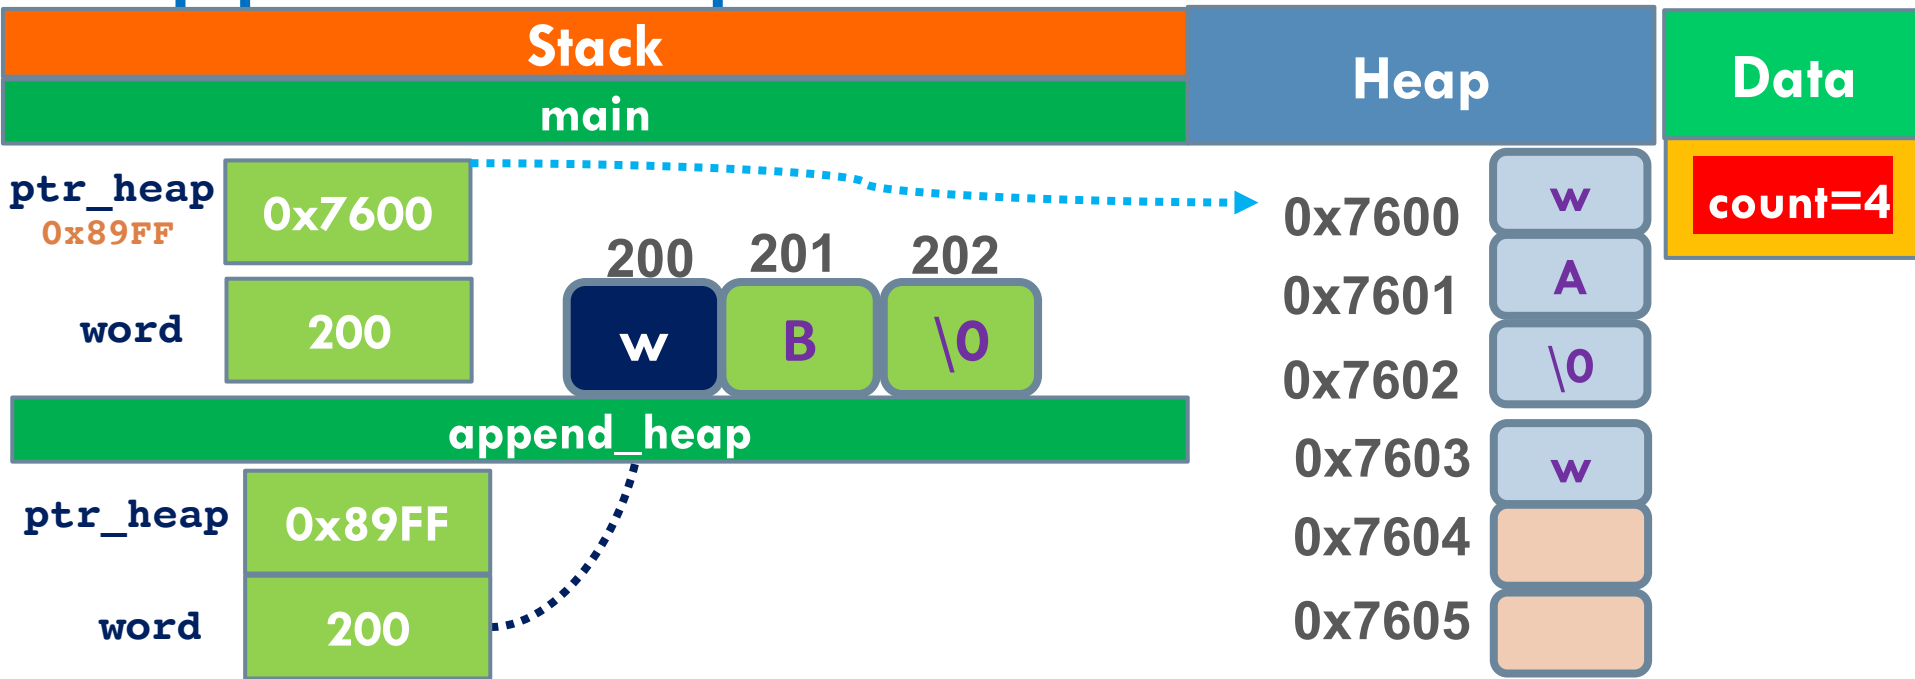 Stack
Heap
Data
main
ptr_heap
0x89FF
0x7600
0x7600
w
count=4
word
200
200
201
202
w
B
\0
0x7601
A
0x7602
\0
append_heap
0x7603
w
ptr_heap
0x89FF
0x7604
word
200
0x7605